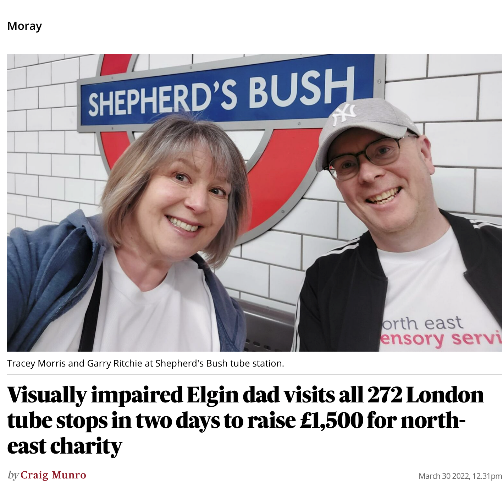 Moray
SHEPHERD'S BUSH
NY
orth east
ensory servi
Tracey Morris and Garry Ritchie at Shepherd's Bush tube station.
Visually impaired Elgin dad visits all 272 London
tube stops in two days to raise £1,500 for north-
east charity
by Craig Munro
March 30 2022, 12.31pm